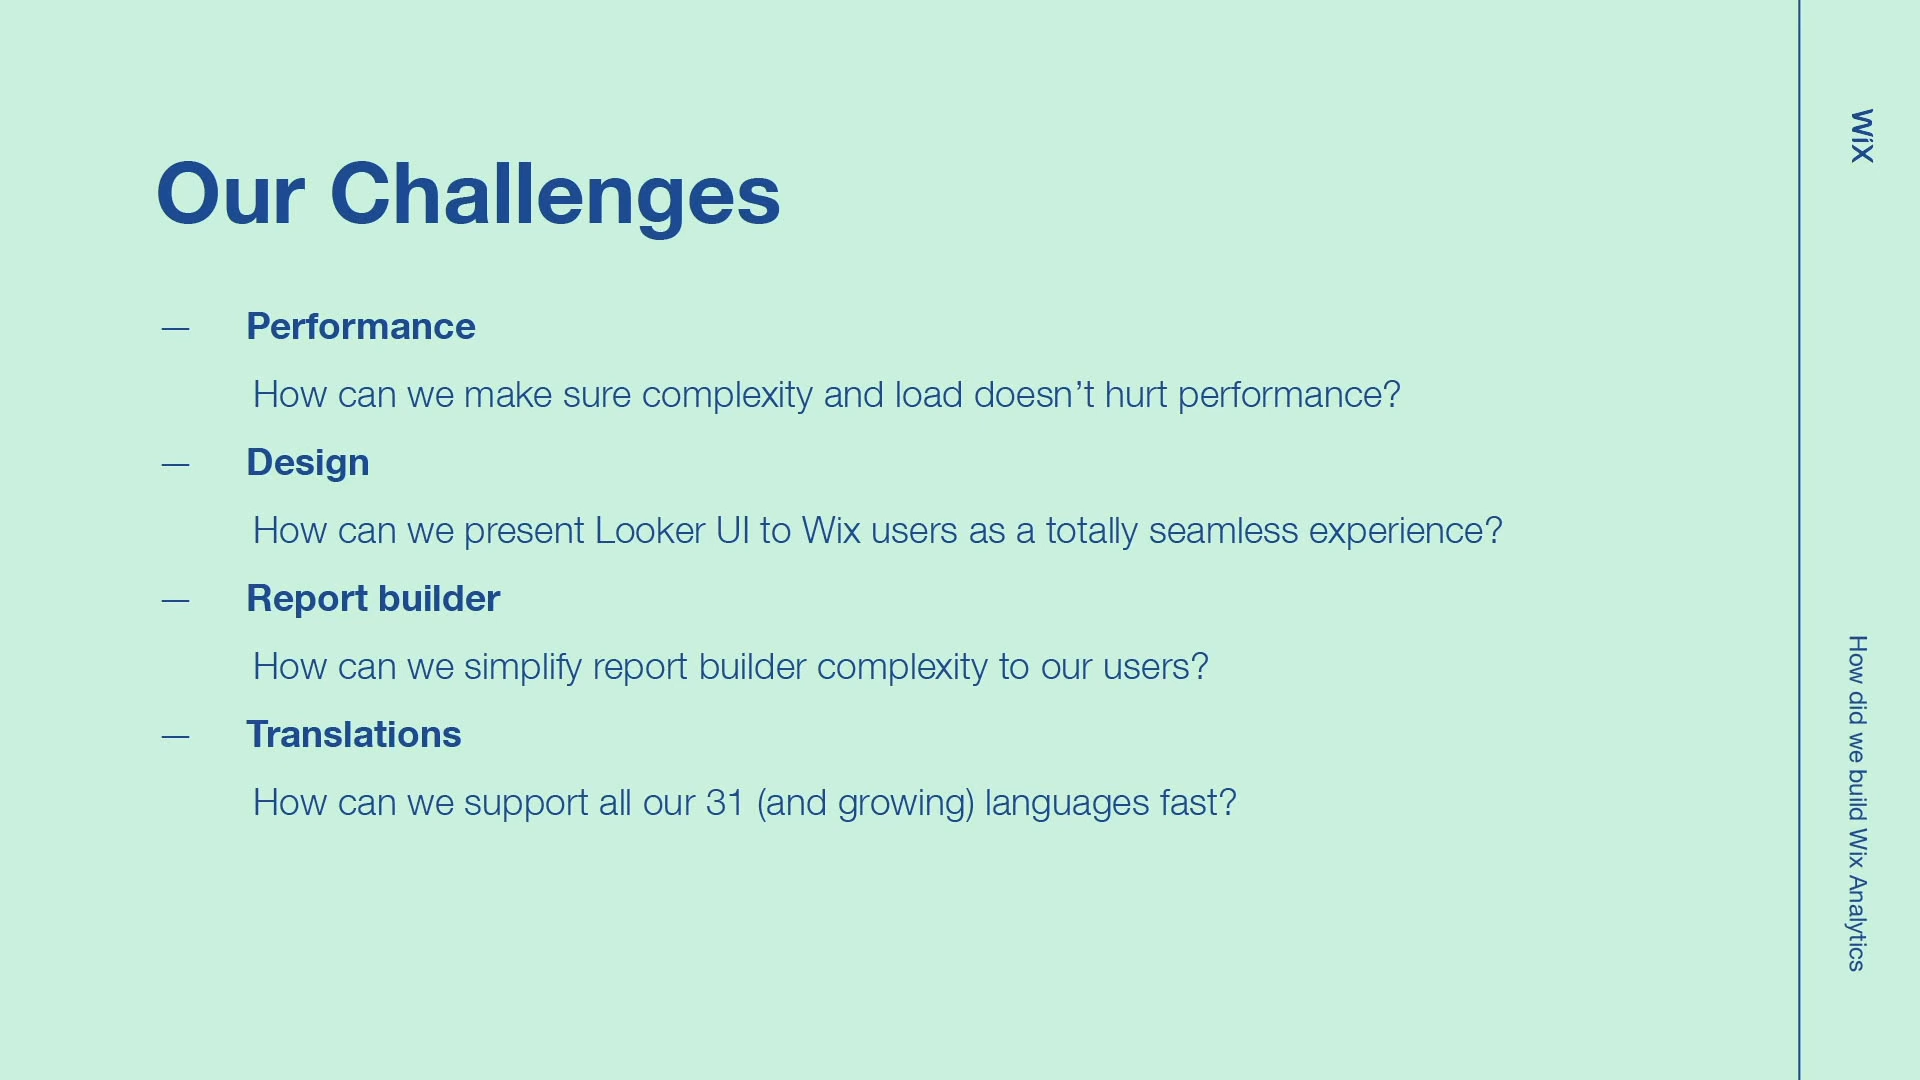 Our Challenges
— Performance
How can we make sure complexity and load doesn’t hurt performance?
— Design
How can we present Looker UI to Wix users as a totally seamless experience?
— Report builder
How can we simplify report builder complexity to our users?
— Translations
How can we support all our 31 (and growing) languages fast?
WiX
How did we build Wix Analytics